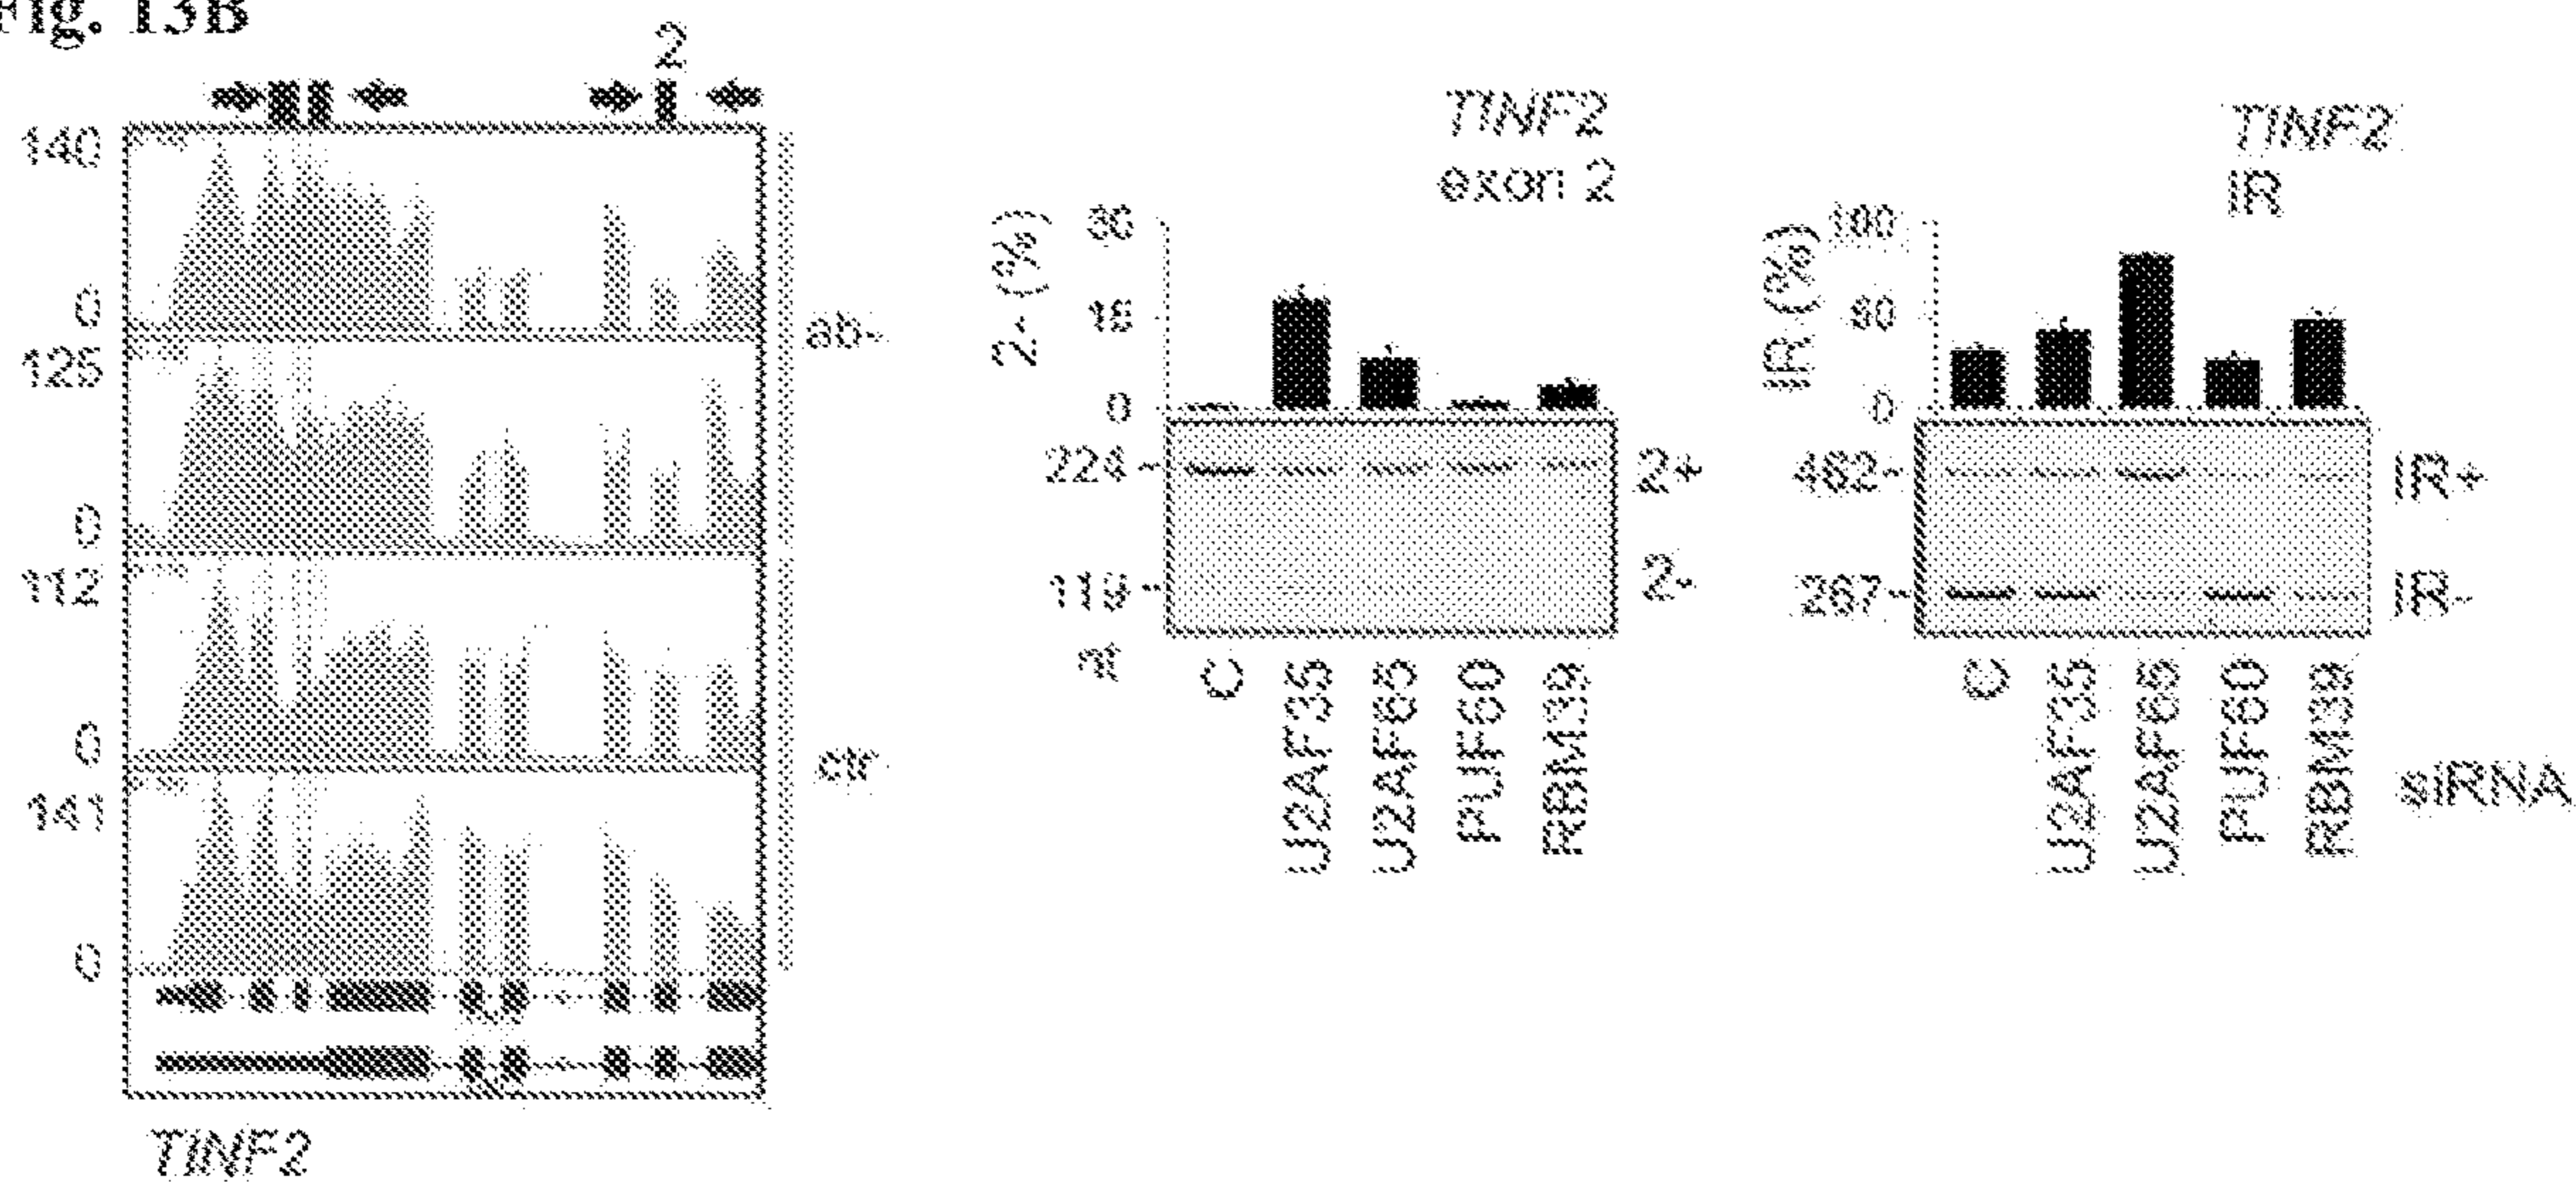 Fig. 13B
2
140
0
125
0
112
0
141
0
ab-
ctr
TINF2
TINF2
exon 2
2- (%)
30
15
0
224-
119-
nt
2+
2-
C
U2AF35
U2AF65
PUF60
RBM39
TINF2
IR
IR (%)
100
50
0
462-
267-
IR+
IR-
C
U2AF35
U2AF65
PUF60
RBM39
siRNA